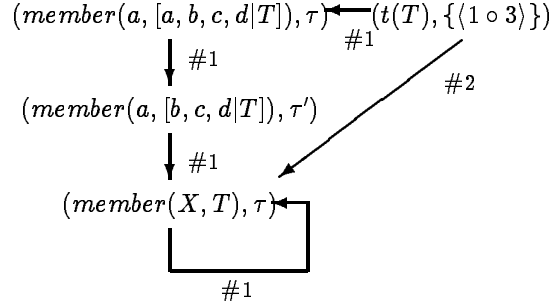 (member(a, [a, b, c, d|T]), τ) (t(T), {⟨1 ∘ 3⟩})
#1
#1
#2
(member(a, [b, c, d|T]), τ′)
#1
(member(X, T), τ)
#1